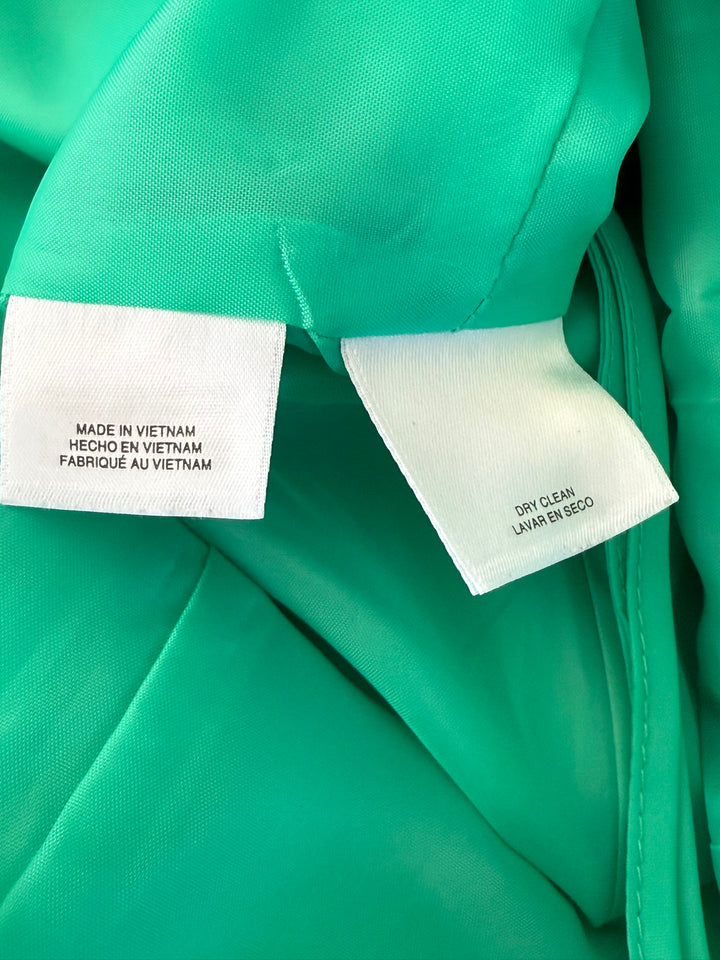 MADE IN VIETNAM
HECHO EN VIETNAM
FABRIQUÉ AU VIETNAM
DRY CLEAN
LAVAR EN SECO